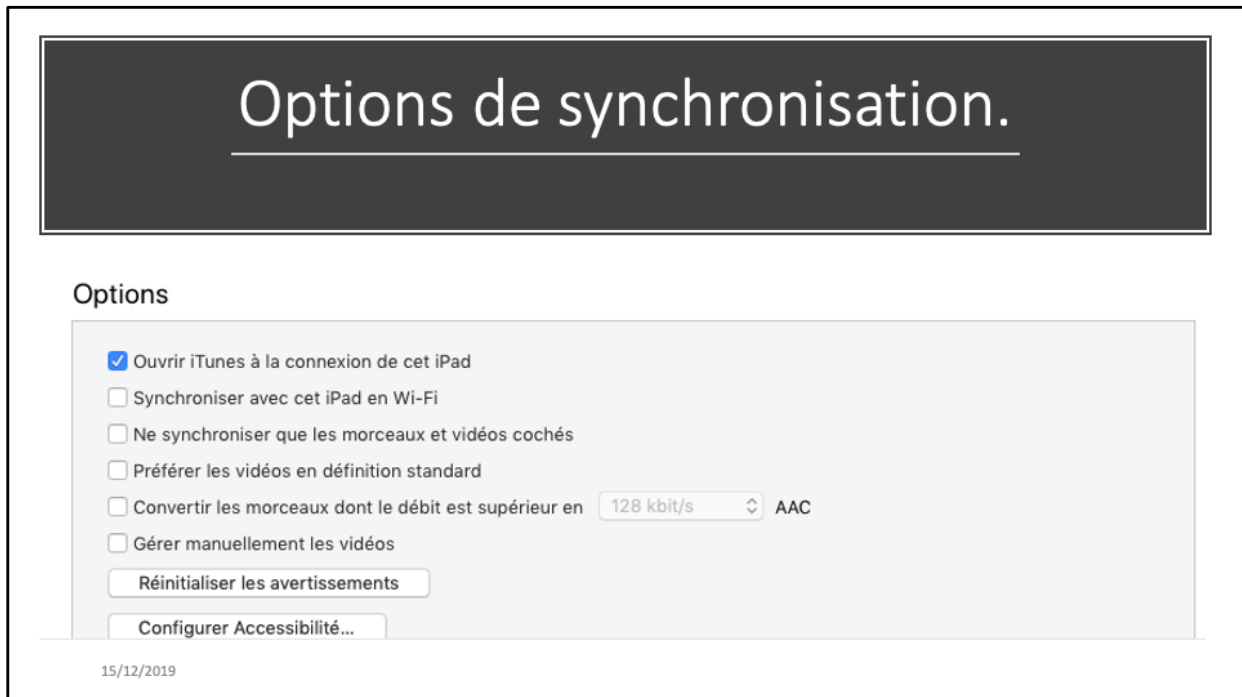 Options de synchronisation.
Options
Ouvrir iTunes à la connexion de cet iPad
Synchroniser avec cet iPad en Wi-Fi
Ne synchroniser que les morceaux et vidéos cochés
Préférer les vidéos en définition standard
Convertir les morceaux dont le débit est supérieur en 128 kbit/s AAC
Gérer manuellement les vidéos
Réinitialiser les avertissements
Configurer Accessibilité...
15/12/2019